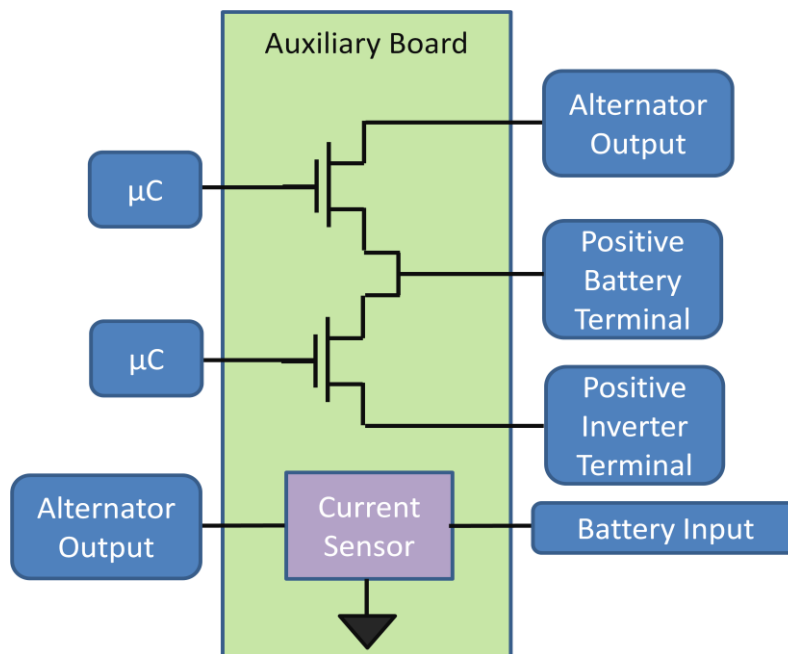 Auxiliary Board
Alternator
Output
μC
Positive
Battery
Terminal
μC
Positive
Inverter
Terminal
Alternator
Output
Current
Sensor
Battery Input